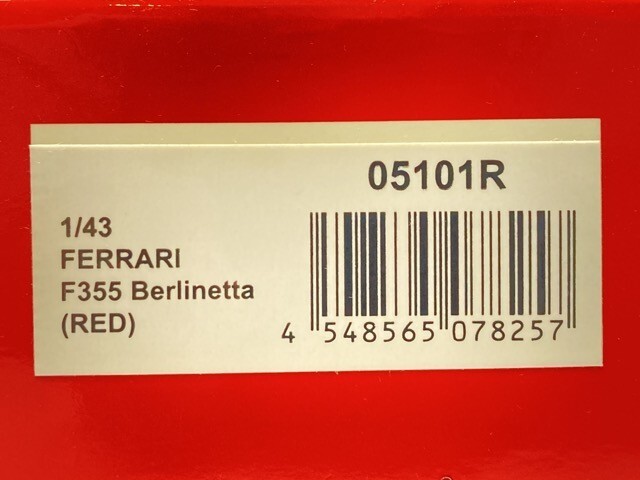 05101R
1/43
FERRARI
F355 Berlinetta
(RED)
4 548565 078257